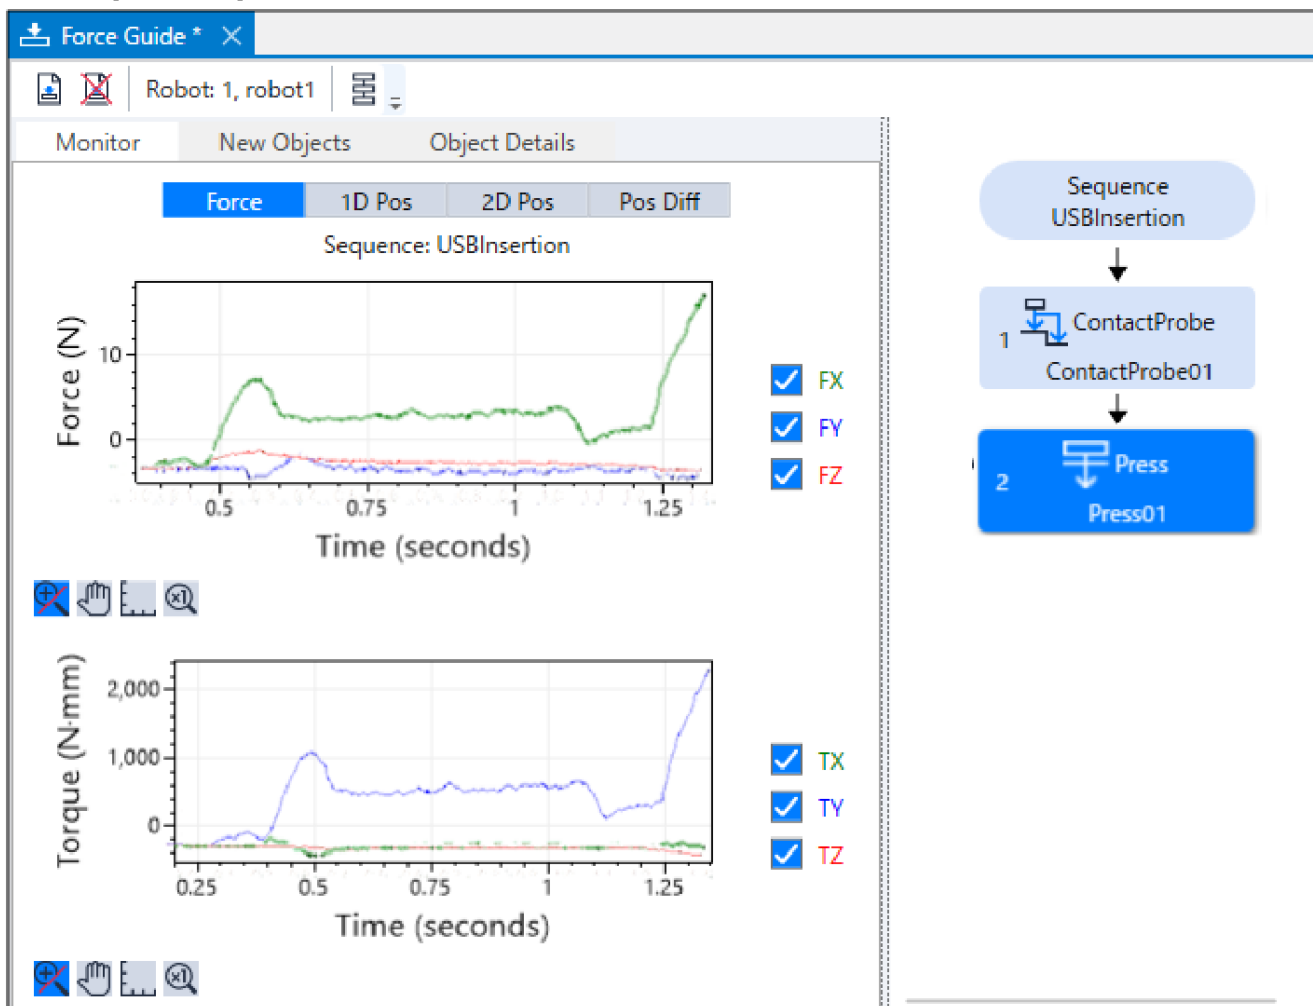 Force Guide *
Robot: 1, robot1
Monitor New Objects Object Details
Force 1D Pos 2D Pos Pos Diff
Sequence: USBInsertion
Force (N)
10
0
0.5 0.75 1 1.25
Time (seconds)
FX
FY
FZ
x1
Torque (N·mm)
2,000
1,000
0
0.25 0.5 0.75 1 1.25
Time (seconds)
TX
TY
TZ
x1
Sequence
USBInsertion
1 ContactProbe
ContactProbe01
2 Press
Press01